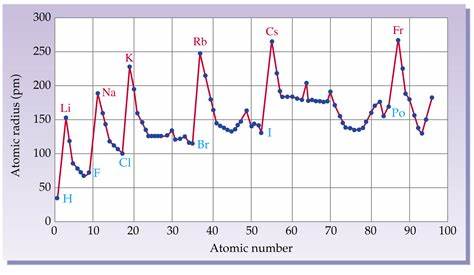 300
250
200
150
100
50
0
Atomic radius (pm)
Li
Na
K
Rb
Cs
Fr
H
F
Cl
Br
I
Po
0 10 20 30 40 50 60 70 80 90 100
Atomic number